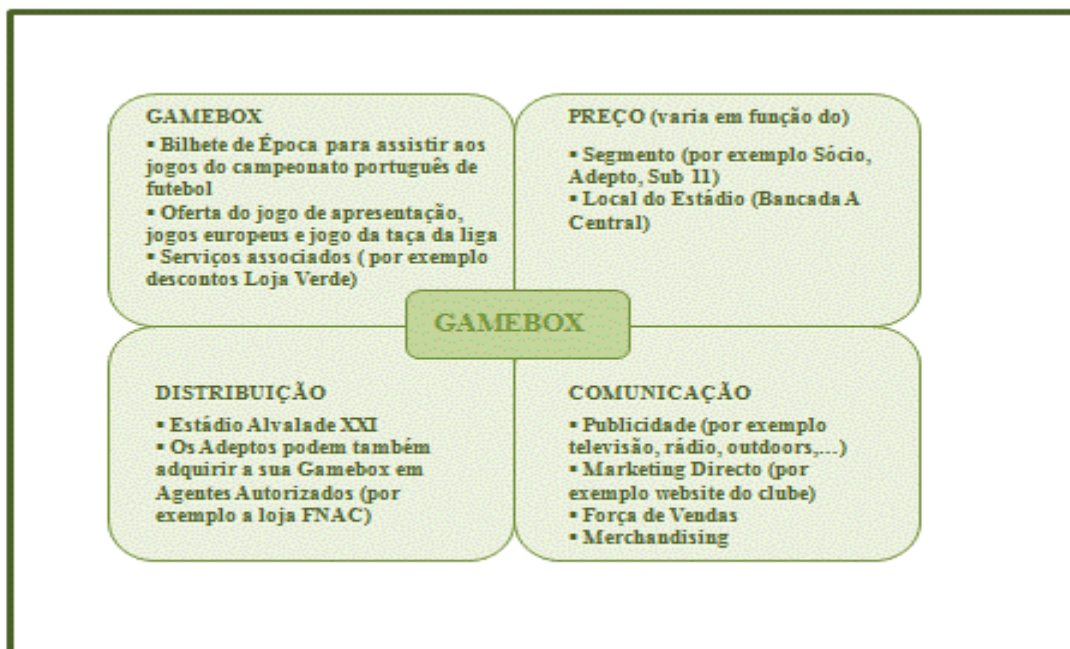 GAMEBOX
▪ Bilhete de Época para assistir aos
jogos do campeonato português de
futebol
▪ Oferta do jogo de apresentação,
jogos europeus e jogo da taça da liga
▪ Serviços associados ( por exemplo
descontos Loja Verde)
PREÇO (varia em função do)
▪ Segmento (por exemplo Sócio,
Adepto, Sub 11)
▪ Local do Estádio (Bancada A
Central)
GAMEBOX
DISTRIBUIÇÃO
▪ Estádio Alvalade XXI
▪ Os Adeptos podem também
adquirir a sua Gamebox em
Agentes Autorizados (por
exemplo a loja FNAC)
COMUNICAÇÃO
▪ Publicidade (por exemplo
televisão, rádio, outdoors,...)
▪ Marketing Directo (por
exemplo website do clube)
▪ Força de Vendas
▪ Merchandising